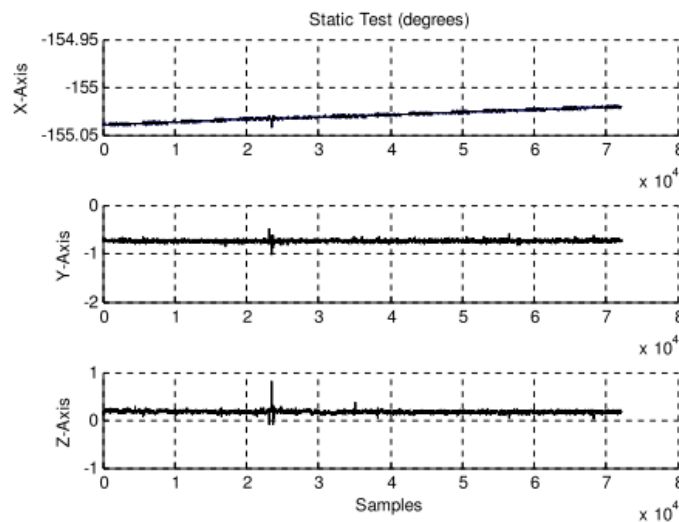 Static Test (degrees)
-154.95
-155
-155.05
X-Axis
0 1 2 3 4 5 6 7 8
x 10^4
0
-1
-2
Y-Axis
0 1 2 3 4 5 6 7 8
x 10^4
1
0
-1
Z-Axis
0 1 2 3 4 5 6 7 8
Samples
x 10^4